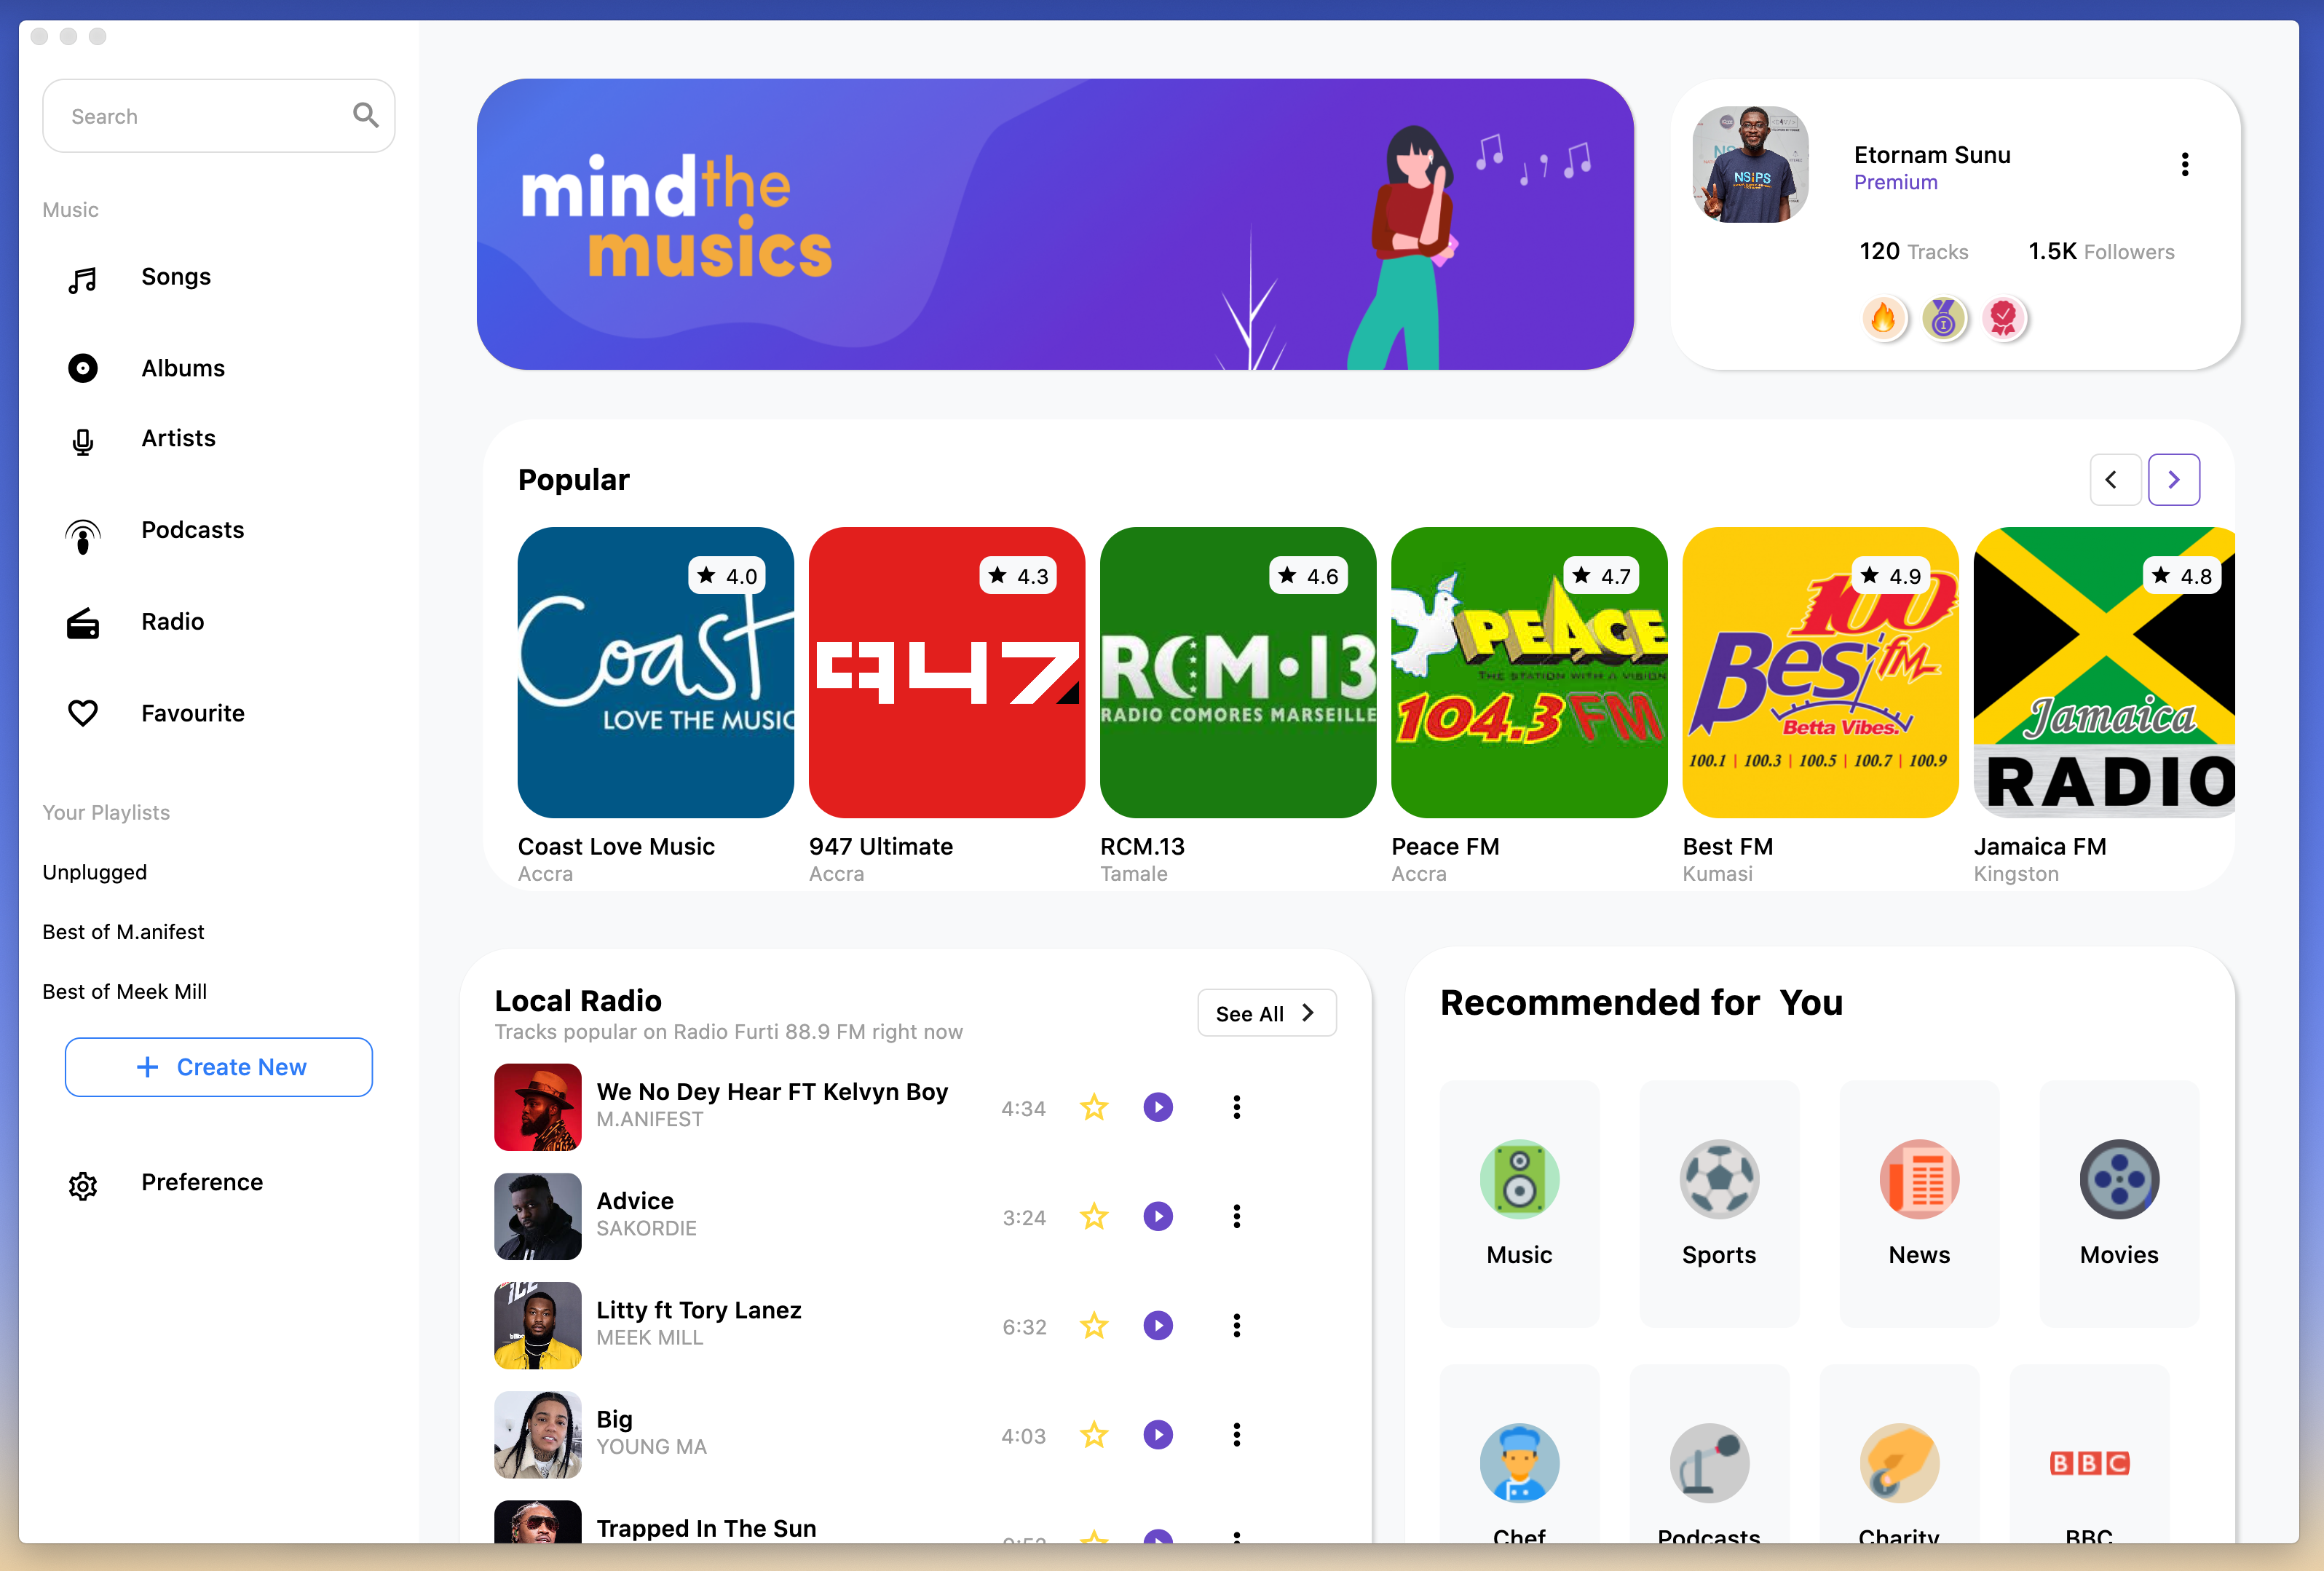 Search
Music
Songs
Albums
Artists
Podcasts
Radio
Favourite
Your Playlists
Unplugged
Best of M.anifest
Best of Meek Mill
Create New
Preference
mind the
musics
NSIPS
Etornam Sunu
Premium
120 Tracks
1.5K Followers
Popular
4.0
Coast
LOVE THE MUSIC
Coast Love Music
Accra
4.3
947
947 Ultimate
Accra
4.6
RCM•13
RADIO COMORES MARSEILLE
RCM.13
Tamale
4.7
PEACE
THE STATION WITH A VISION
104.3 FM
Peace FM
Accra
4.9
100
Best fM
Betta Vibes.
100.1 | 100.3 | 100.5 | 100.7 | 100.9
Best FM
Kumasi
4.8
Jamaica
RADIO
Jamaica FM
Kingston
Local Radio
Tracks popular on Radio Furti 88.9 FM right now
See All
We No Dey Hear FT Kelvyn Boy
M.ANIFEST
4:34
Advice
SAKORDIE
3:24
Litty ft Tory Lanez
MEEK MILL
6:32
Big
YOUNG MA
4:03
Trapped In The Sun
Recommended for  You
Music
Sports
News
Movies
Chef
Podcasts
Charity
BBC
BBC